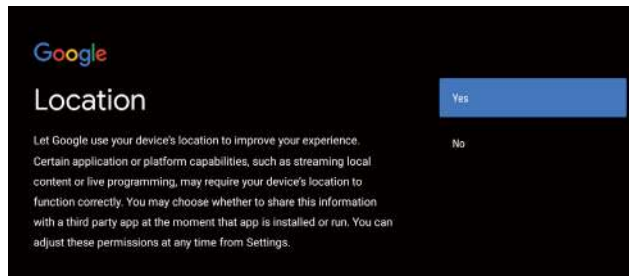 Google
Location
Let Google use your device's location to improve your experience.
Certain application or platform capabilities, such as streaming local
content or live programming, may require your device's location to
function correctly. You may choose whether to share this information
with a third party app at the moment that app is installed or run. You can
adjust these permissions at any time from Settings.
Yes
No